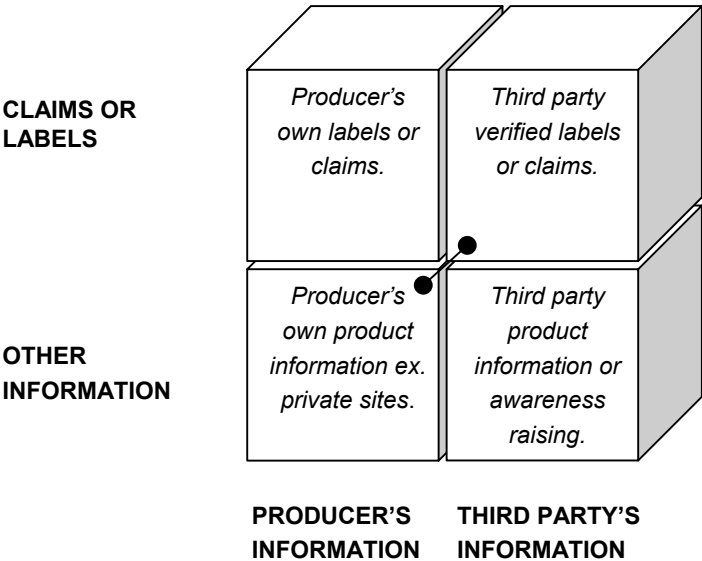 CLAIMS OR
LABELS
Producer’s
own labels or
claims.
Third party
verified labels
or claims.
OTHER
INFORMATION
Producer’s
own product
information ex.
private sites.
Third party
product
information or
awareness
raising.
PRODUCER’S
INFORMATION
THIRD PARTY’S
INFORMATION